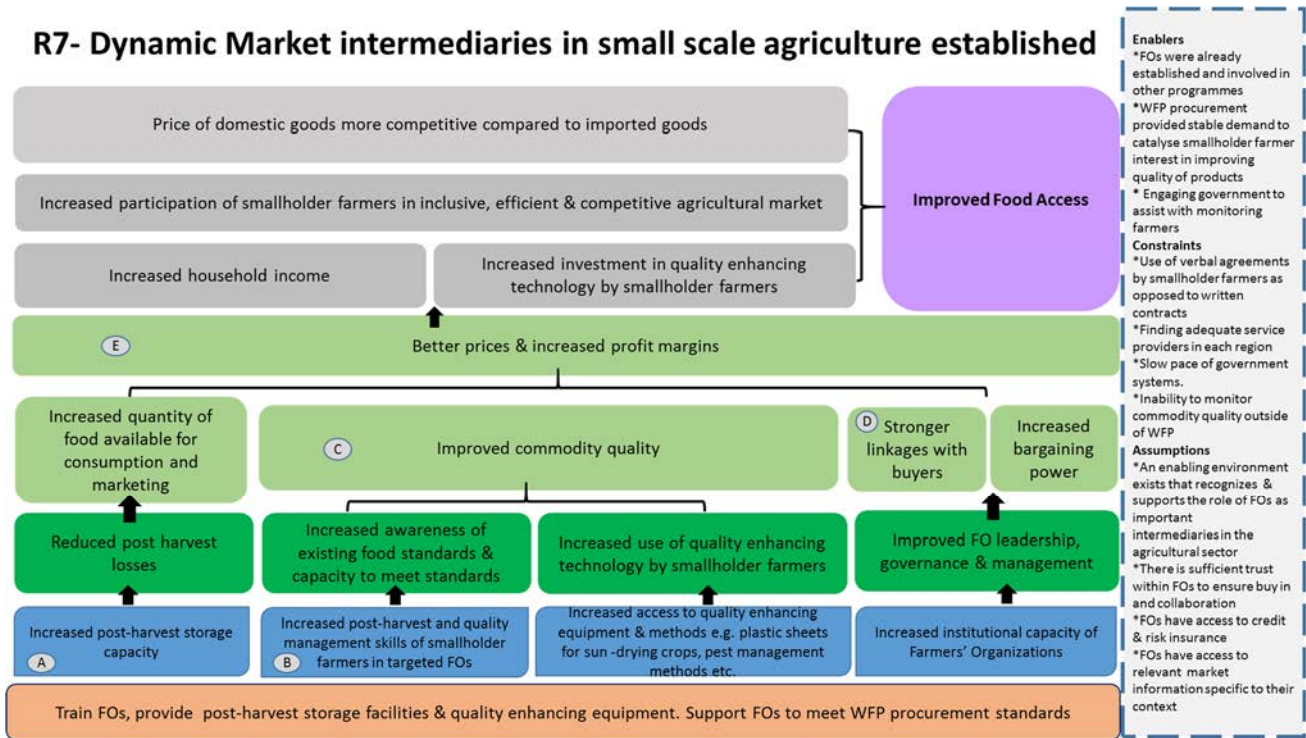 R7- Dynamic Market intermediaries in small scale agriculture established
Price of domestic goods more competitive compared to imported goods
Increased participation of smallholder farmers in inclusive, efficient & competitive agricultural market
Increased household income
Increased investment in quality enhancing
technology by smallholder farmers
Improved Food Access
E
Better prices & increased profit margins
Increased quantity of
food available for
consumption and
marketing
C
Improved commodity quality
D
Stronger
linkages with
buyers
Increased
bargaining
power
Reduced post harvest
losses
Increased awareness of
existing food standards &
capacity to meet standards
Increased use of quality enhancing
technology by smallholder farmers
Improved FO leadership,
governance & management
Increased post-harvest storage
capacity
A
Increased post-harvest and quality
management skills of smallholder
farmers in targeted FOs
B
Increased access to quality enhancing
equipment & methods e.g. plastic sheets
for sun -drying crops, pest management
methods etc.
Increased institutional capacity of
Farmers' Organizations
Train FOs, provide post-harvest storage facilities & quality enhancing equipment. Support FOs to meet WFP procurement standards
Enablers
*FOs were already
established and involved in
other programmes
*WFP procurement
provided stable demand to
catalyse smallholder farmer
interest in improving
quality of products
* Engaging government to
assist with monitoring
farmers
Constraints
*Use of verbal agreements
by smallholder farmers as
opposed to written
contracts
*Finding adequate service
providers in each region
*Slow pace of government
systems.
*Inability to monitor
commodity quality outside
of WFP
Assumptions
*An enabling environment
exists that recognizes &
supports the role of FOs as
important
intermediaries in the
agricultural sector
*There is sufficient trust
within FOs to ensure buy in
and collaboration
*FOs have access to credit
& risk insurance
*FOs have access to
relevant market
information specific to their
context